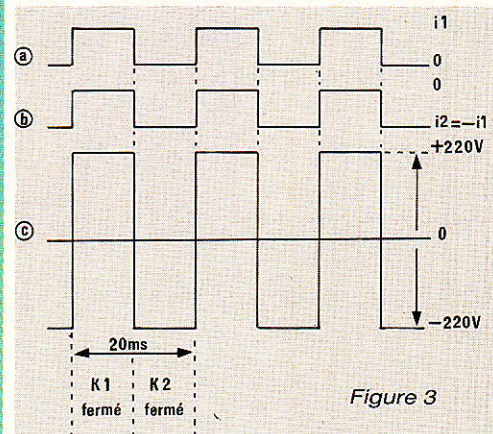 i1
ⓐ
0
0
ⓑ
i2=—i1
+220V
ⓒ
0
—220V
20ms
K1 K2
fermé fermé
Figure 3